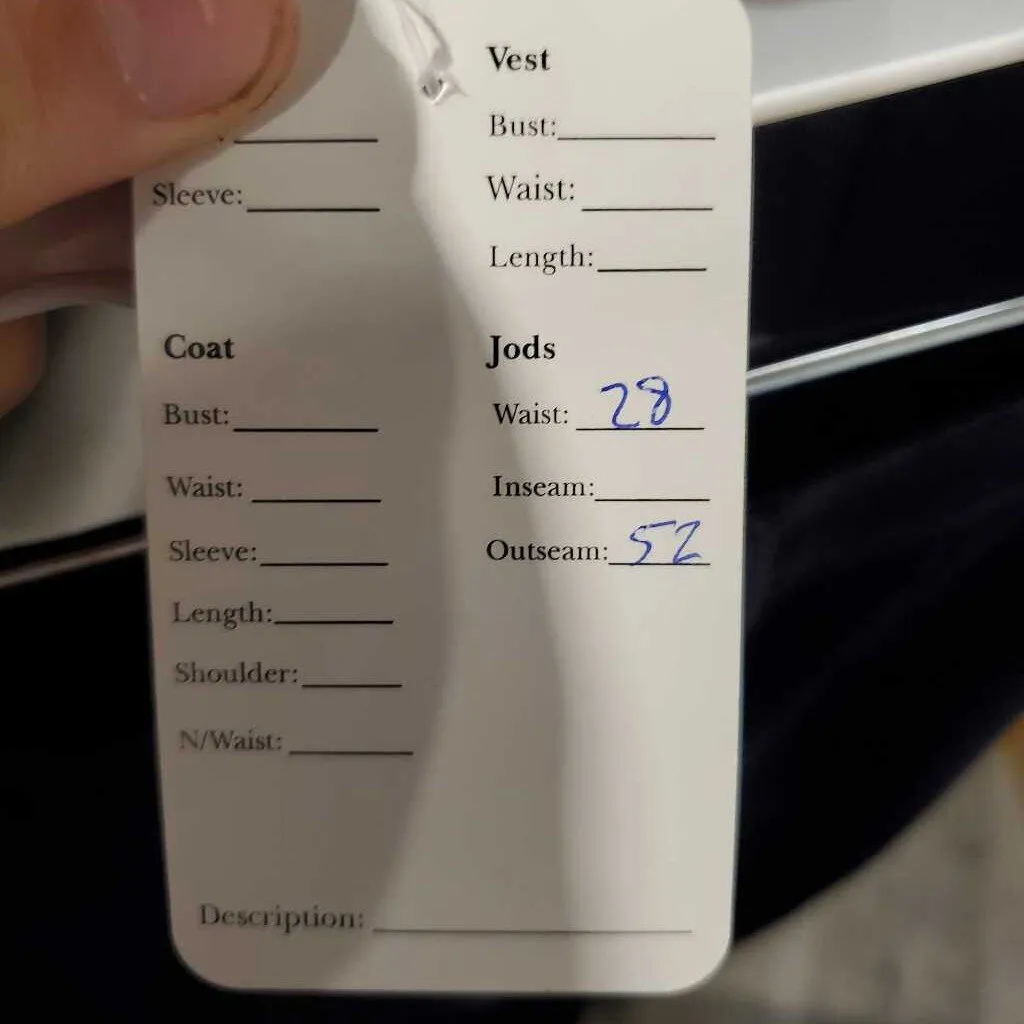 Sleeve:
Coat
Bust:
Waist:
Sleeve:
Length:
Shoulder:
N/Waist:
Vest
Bust:
Waist:
Length:
Jods
Waist: 28
Inseam:
Outseam: 52
Description: